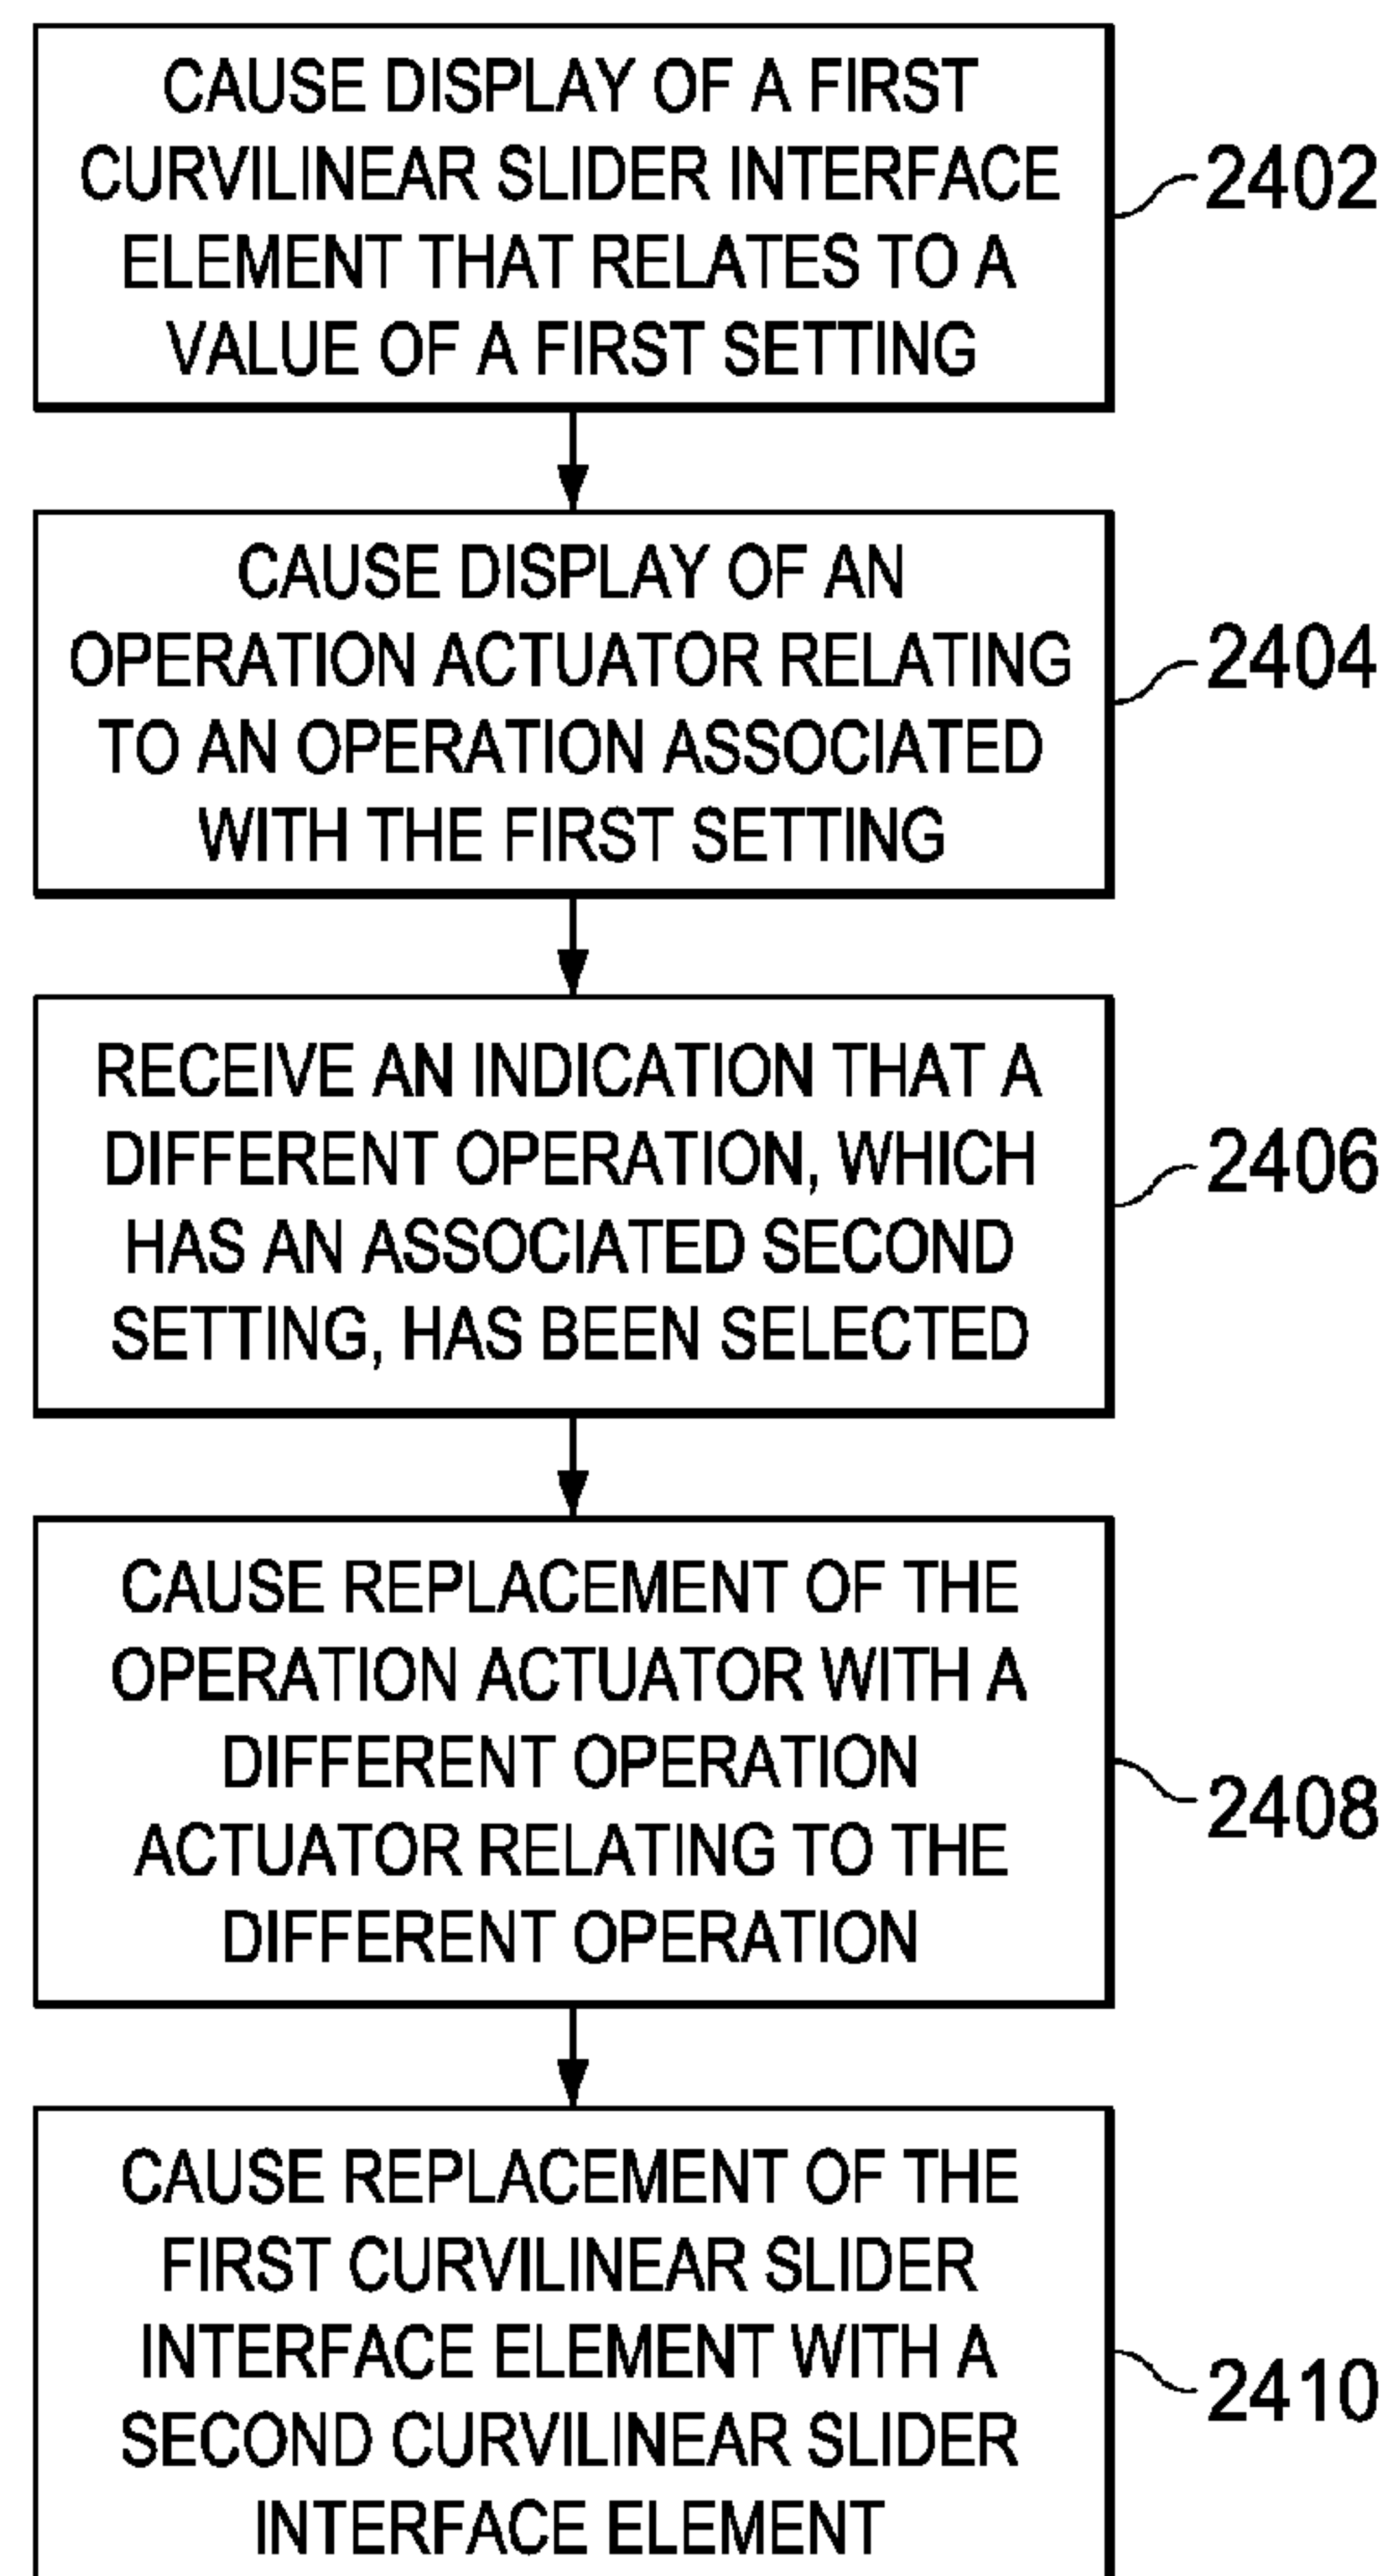 CAUSE DISPLAY OF A FIRST
CURVILINEAR SLIDER INTERFACE
ELEMENT THAT RELATES TO A
VALUE OF A FIRST SETTING
2402
CAUSE DISPLAY OF AN
OPERATION ACTUATOR RELATING
TO AN OPERATION ASSOCIATED
WITH THE FIRST SETTING
2404
RECEIVE AN INDICATION THAT A
DIFFERENT OPERATION, WHICH
HAS AN ASSOCIATED SECOND
SETTING, HAS BEEN SELECTED
2406
CAUSE REPLACEMENT OF THE
OPERATION ACTUATOR WITH A
DIFFERENT OPERATION
ACTUATOR RELATING TO THE
DIFFERENT OPERATION
2408
CAUSE REPLACEMENT OF THE
FIRST CURVILINEAR SLIDER
INTERFACE ELEMENT WITH A
SECOND CURVILINEAR SLIDER
INTERFACE ELEMENT
2410